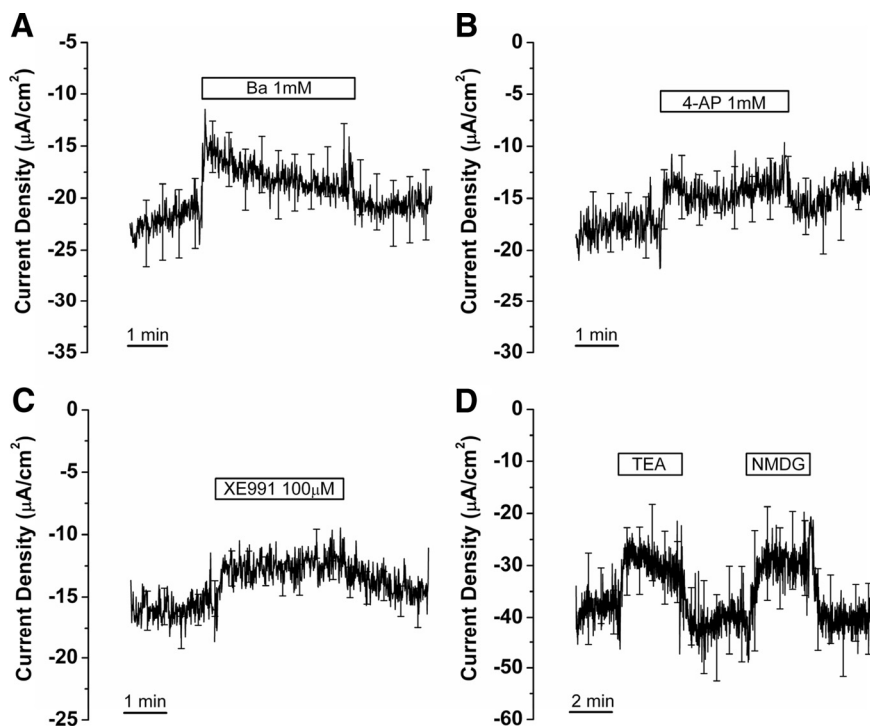 A
Current Density (μA/cm²)
-5
-10
-15
-20
-25
-30
-35
Ba 1mM
1 min
B
Current Density (μA/cm²)
0
-5
-10
-15
-20
-25
-30
4-AP 1mM
1 min
C
Current Density (μA/cm²)
0
-5
-10
-15
-20
-25
XE991 100μM
1 min
D
Current Density (μA/cm²)
0
-10
-20
-30
-40
-50
-60
TEA
NMDG
2 min